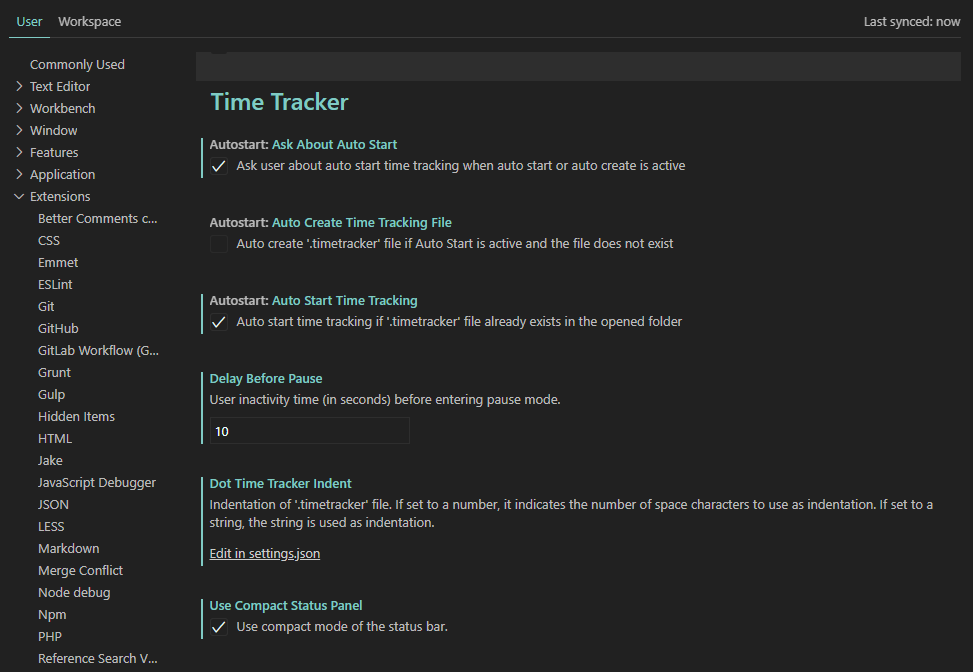 User Workspace Last synced: now
Commonly Used
Text Editor
Workbench
Window
Features
Application
Extensions
Better Comments c...
CSS
Emmet
ESLint
Git
GitHub
GitLab Workflow (G...
Grunt
Gulp
Hidden Items
HTML
Jake
JavaScript Debugger
JSON
LESS
Markdown
Merge Conflict
Node debug
Npm
PHP
Reference Search V...
Time Tracker
Autostart: Ask About Auto Start
Ask user about auto start time tracking when auto start or auto create is active
Autostart: Auto Create Time Tracking File
Auto create '.timetracker' file if Auto Start is active and the file does not exist
Autostart: Auto Start Time Tracking
Auto start time tracking if '.timetracker' file already exists in the opened folder
Delay Before Pause
User inactivity time (in seconds) before entering pause mode.
10
Dot Time Tracker Indent
Indentation of '.timetracker' file. If set to a number, it indicates the number of space characters to use as indentation. If set to a
string, the string is used as indentation.
Edit in settings.json
Use Compact Status Panel
Use compact mode of the status bar.